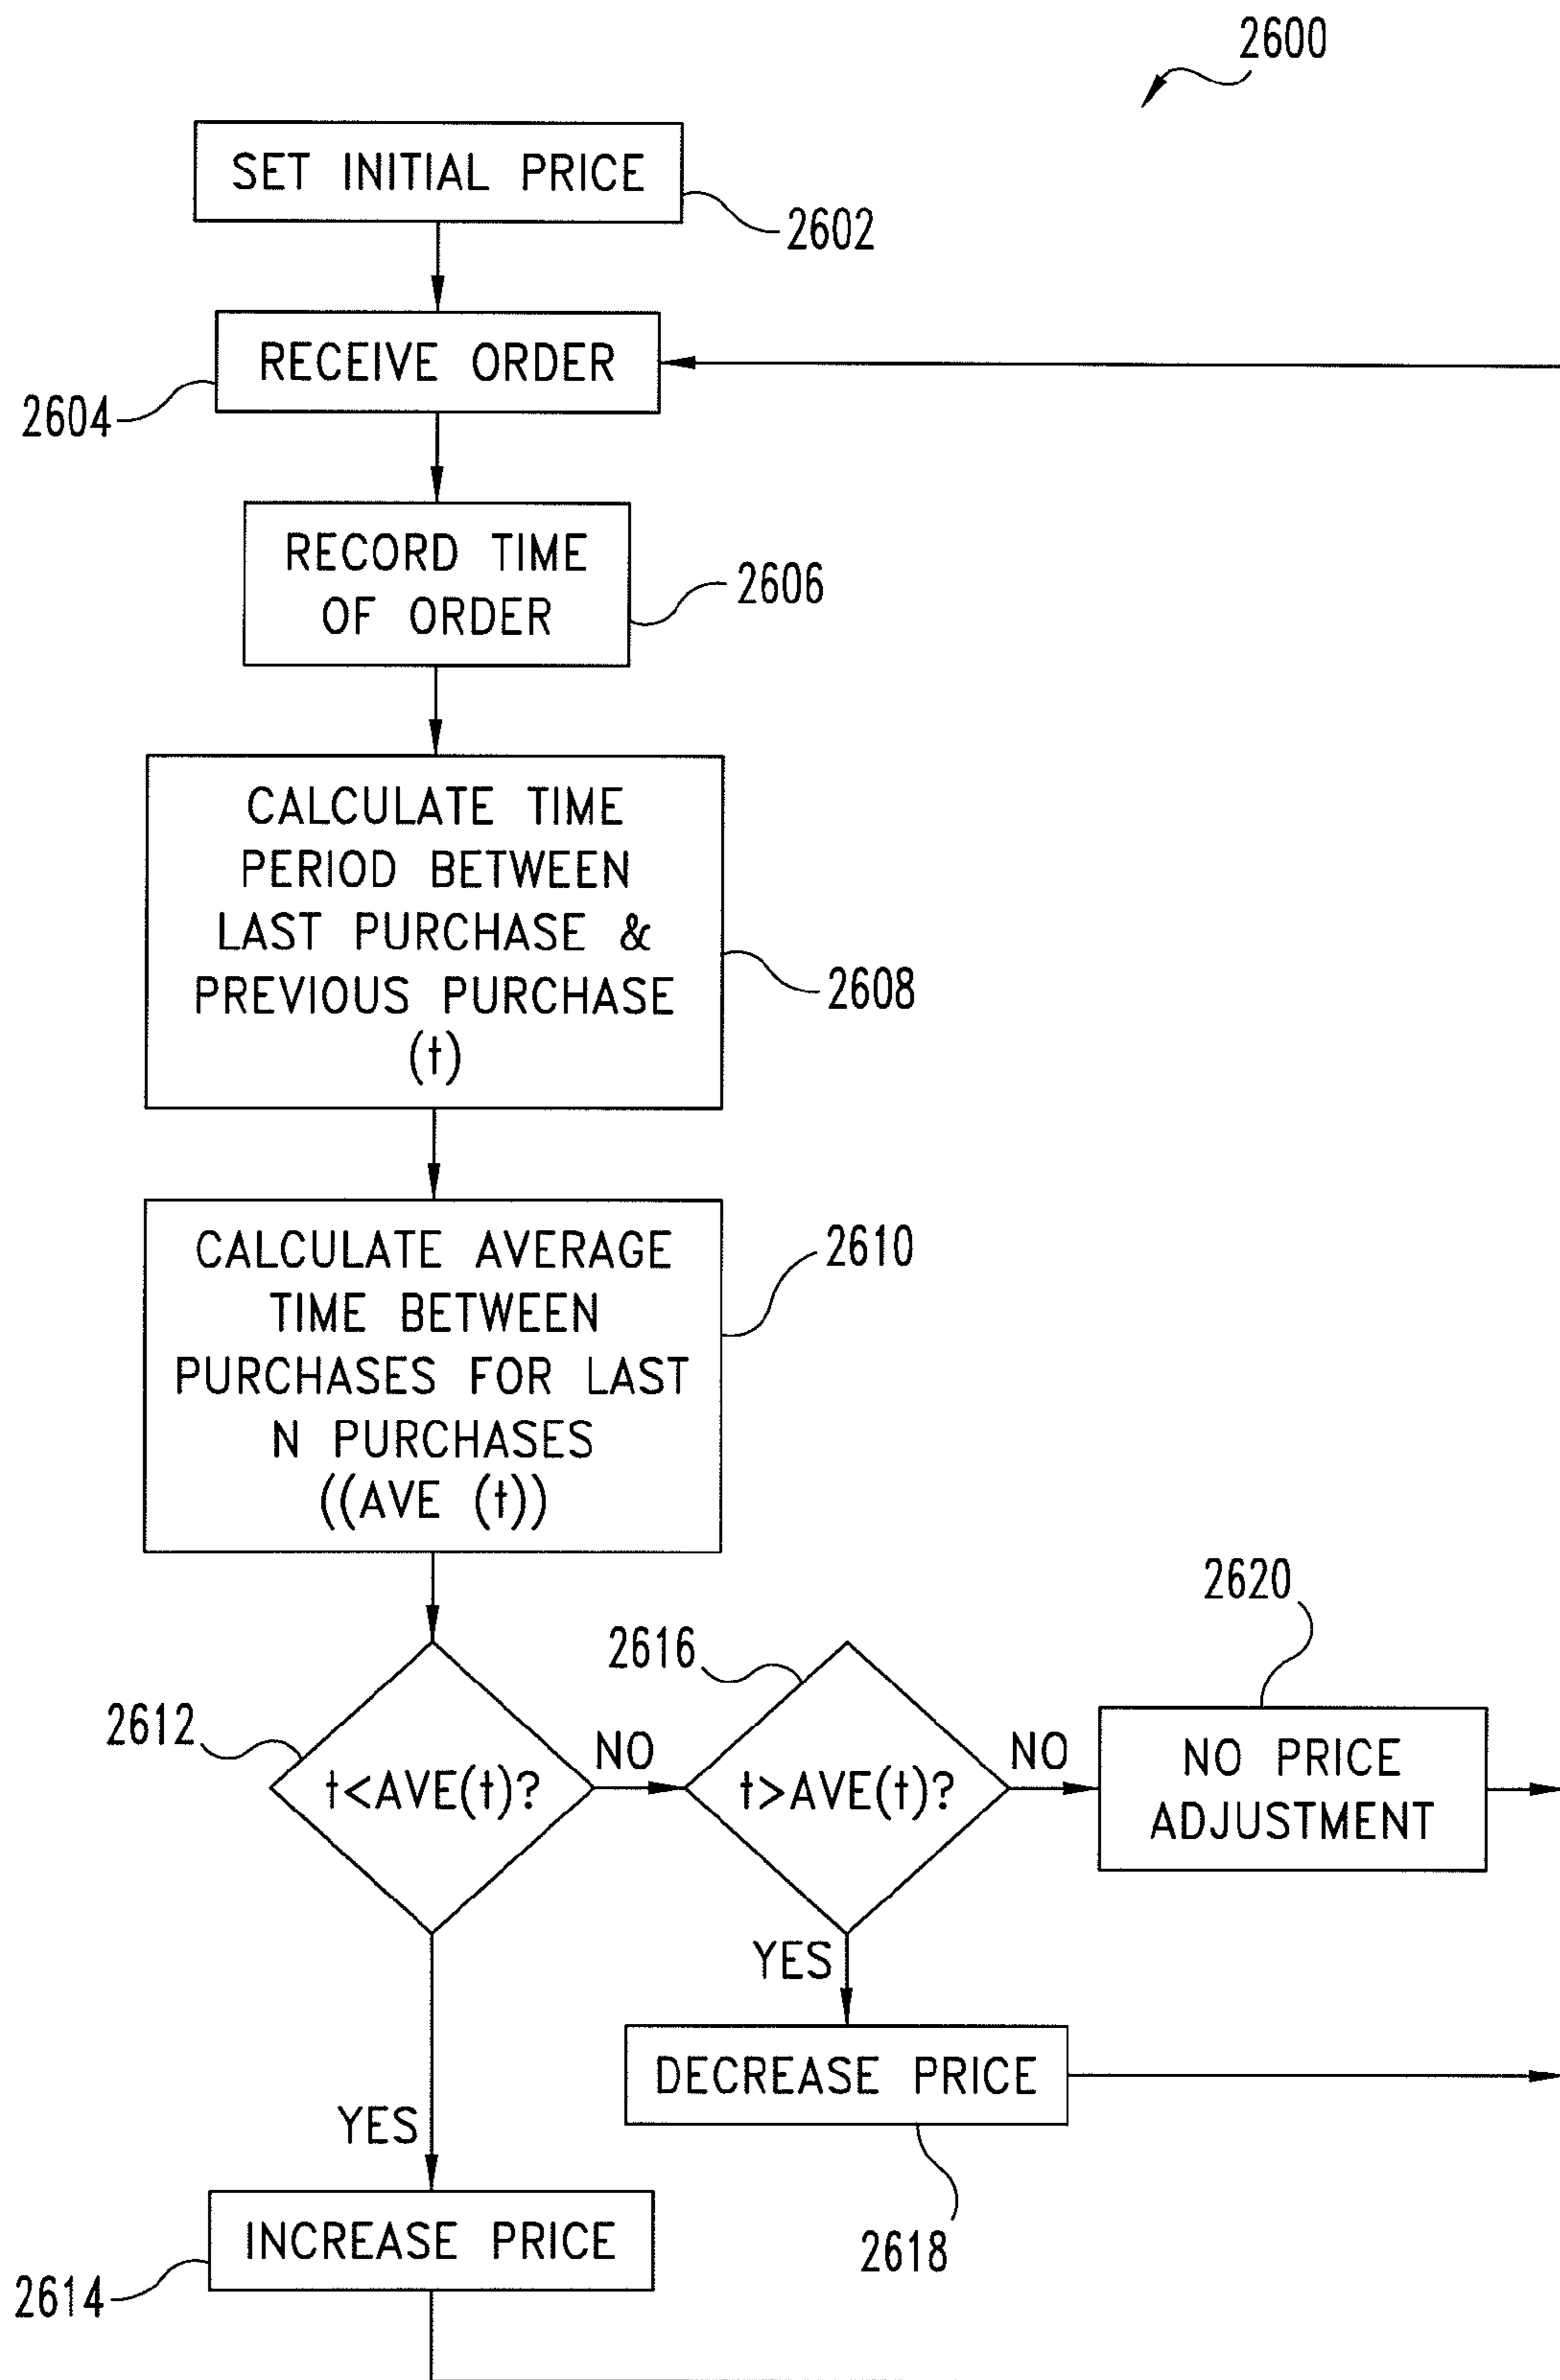 2600
SET INITIAL PRICE
2602
RECEIVE ORDER
2604
RECORD TIME
OF ORDER
2606
CALCULATE TIME
PERIOD BETWEEN
LAST PURCHASE &
PREVIOUS PURCHASE
(t)
2608
CALCULATE AVERAGE
TIME BETWEEN
PURCHASES FOR LAST
N PURCHASES
((AVE (t))
2610
2612
t<AVE(t)?
NO
2616
t>AVE(t)?
NO
2620
NO PRICE
ADJUSTMENT
YES
DECREASE PRICE
2618
YES
INCREASE PRICE
2614